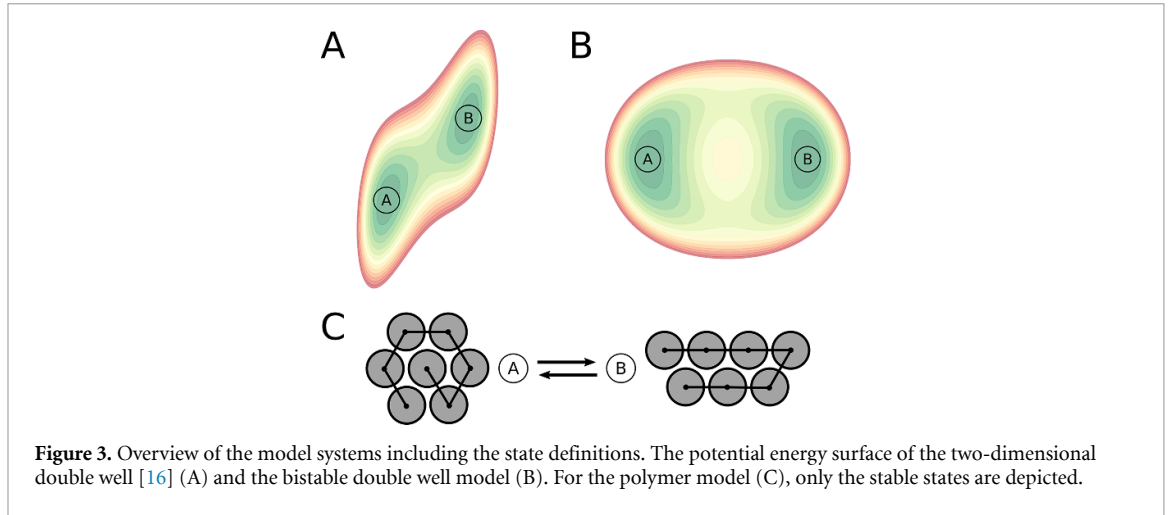 A
B
B
A
A
B
C
A
B
Figure 3. Overview of the model systems including the state definitions. The potential energy surface of the two-dimensional
double well [16] (A) and the bistable double well model (B). For the polymer model (C), only the stable states are depicted.